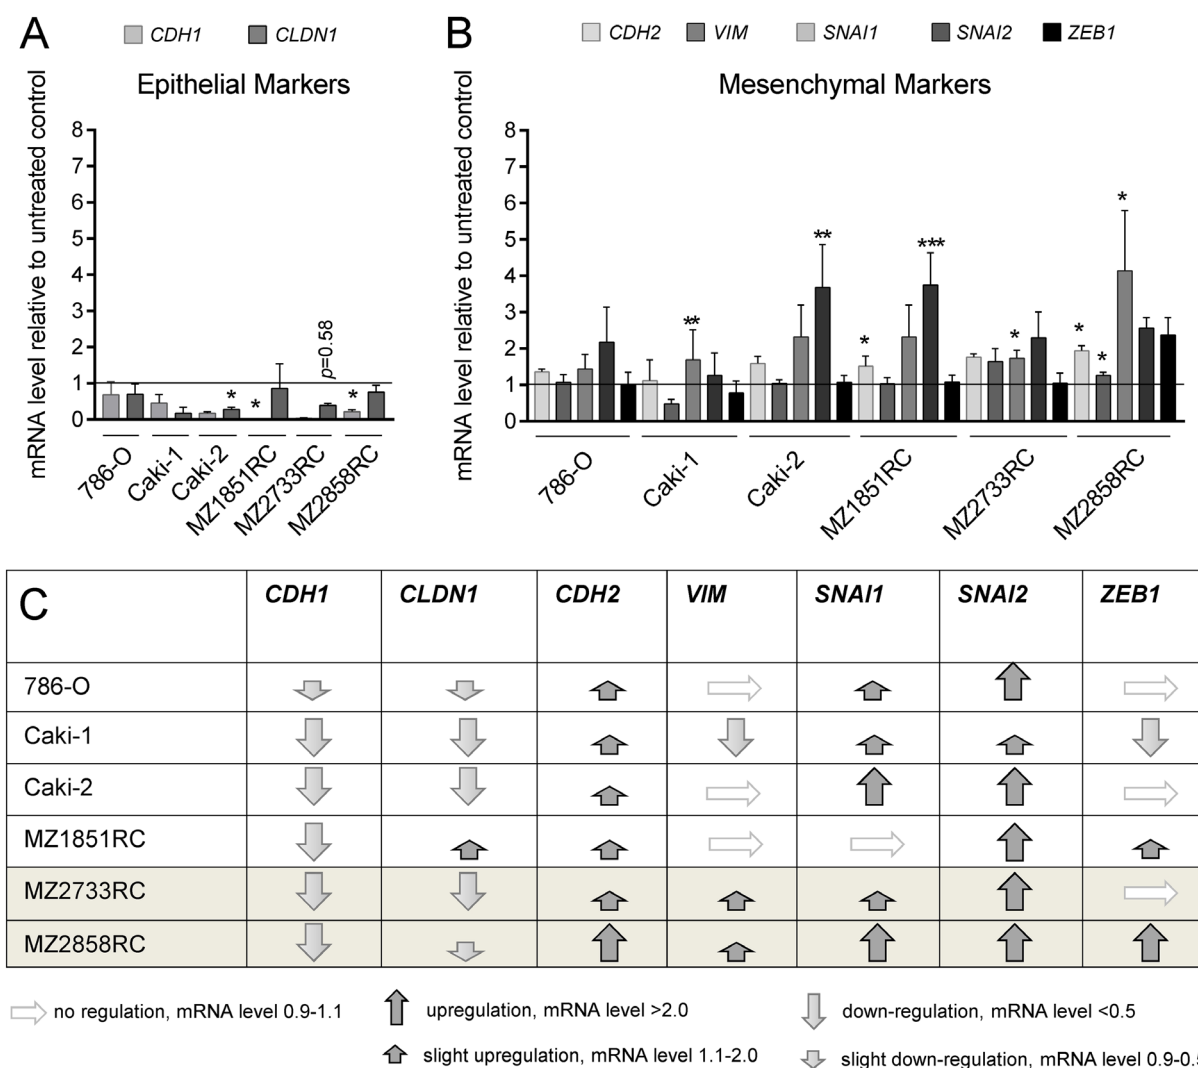 A
CDH1 CLDN1
Epithelial Markers
mRNA level relative to untreated control
8
7
6
5
4
3
2
1
0
* * p=0.58 *
786-O Caki-1 Caki-2 MZ1851RC MZ2733RC MZ2858RC
B
CDH2 VIM SNAI1 SNAI2 ZEB1
Mesenchymal Markers
mRNA level relative to untreated control
8
7
6
5
4
3
2
1
0
** ** * *** * * * *
786-O Caki-1 Caki-2 MZ1851RC MZ2733RC MZ2858RC
C CDH1 CLDN1 CDH2 VIM SNAI1 SNAI2 ZEB1
786-O
Caki-1
Caki-2
MZ1851RC
MZ2733RC
MZ2858RC
no regulation, mRNA level 0.9-1.1
upregulation, mRNA level >2.0
down-regulation, mRNA level <0.5
slight upregulation, mRNA level 1.1-2.0
slight down-regulation, mRNA level 0.9-0.5